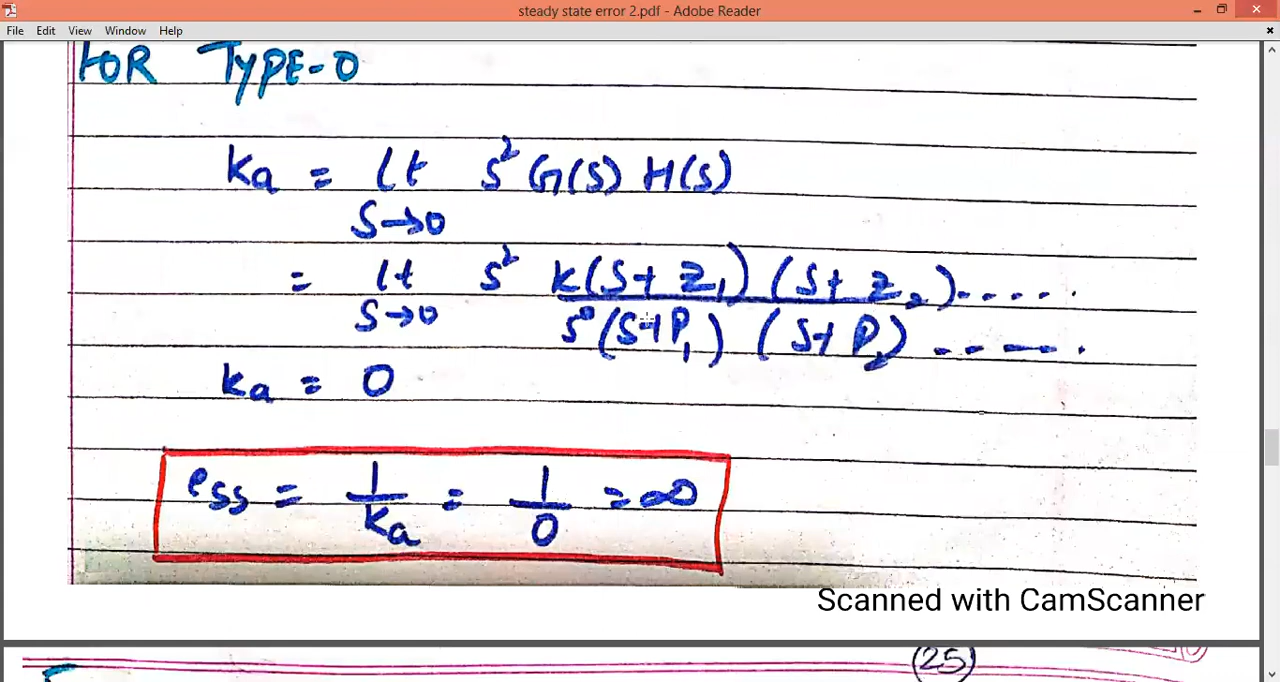 steady state error 2.pdf - Adobe Reader
File Edit View Window Help
FOR TYPE-0
Ka = lt s² G(s) H(s)
S→0
= lt s² K(S+Z₁) (S+Z₂)....
S→0 s⁰(S+P₁) (S+P₂) ....
Ka = 0
ess = 1/Ka = 1/0 = ∞
Scanned with CamScanner
(25)